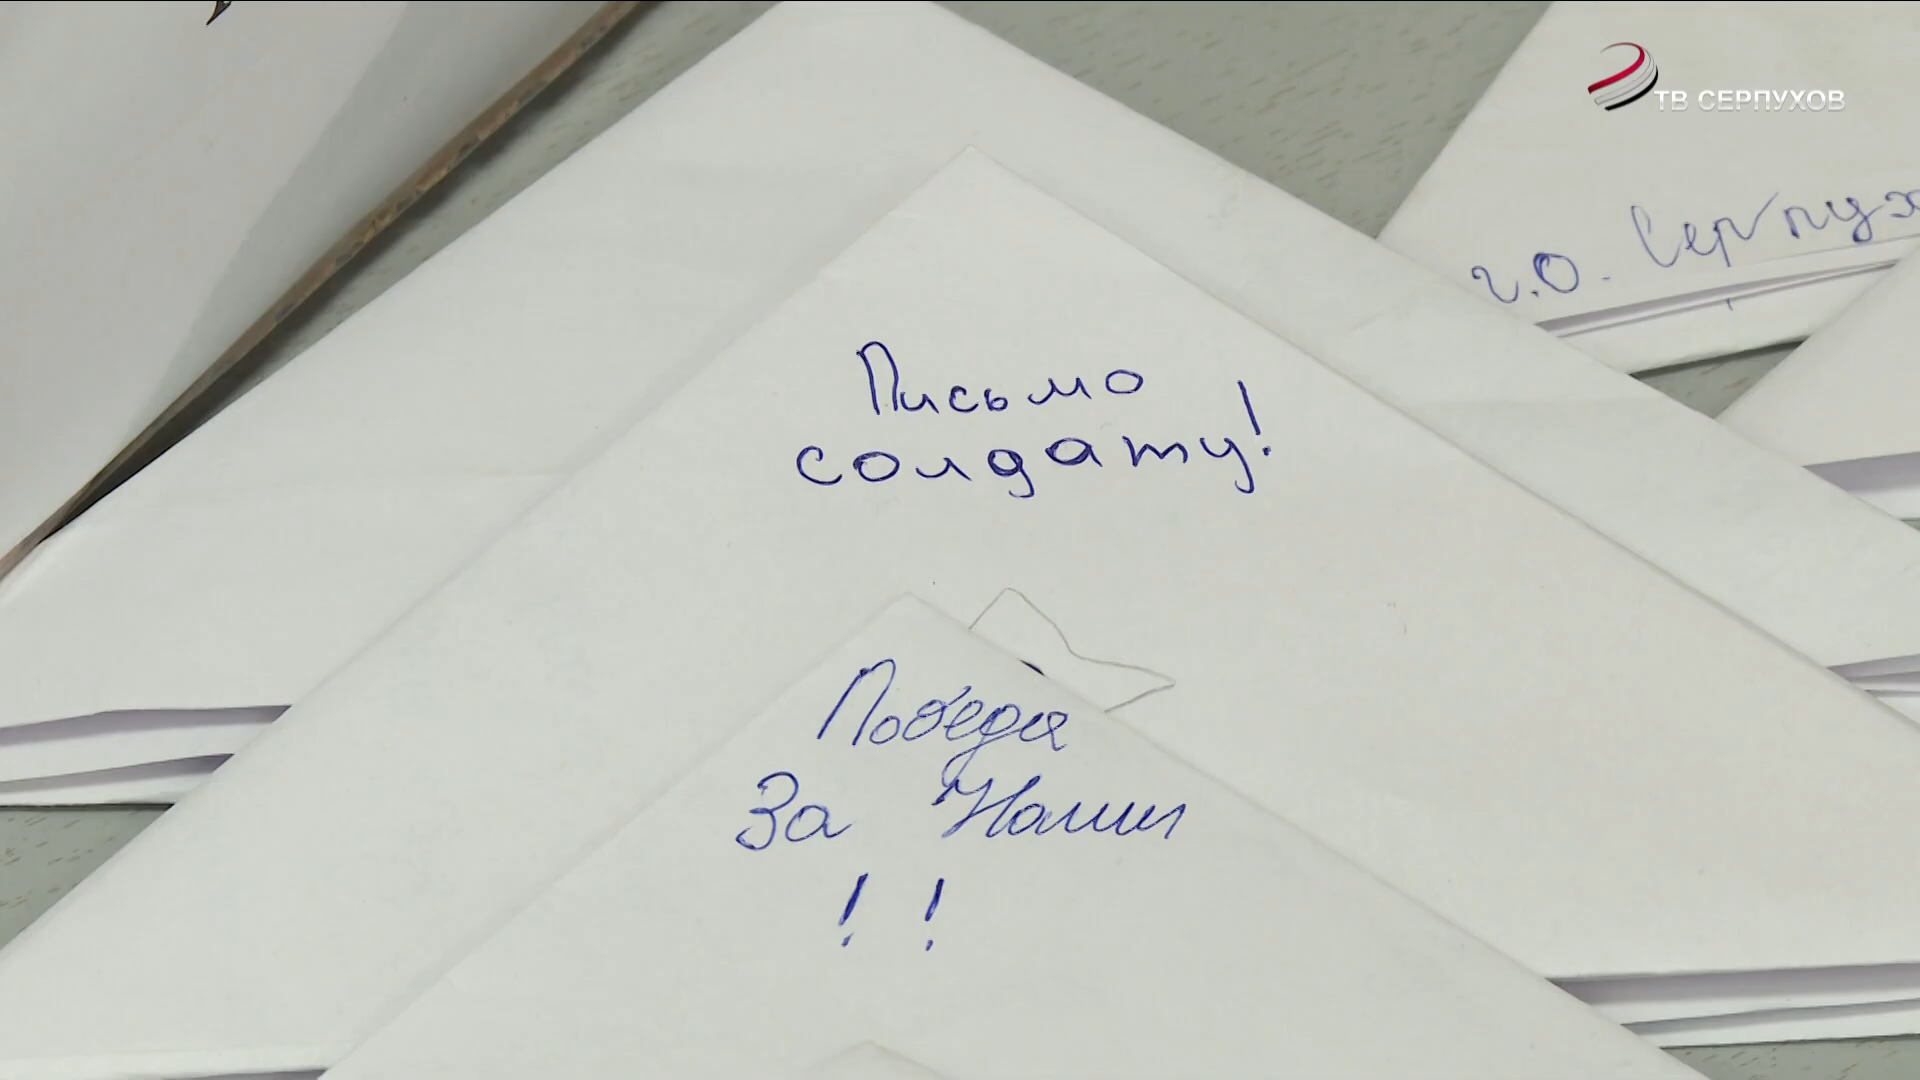 ТВ СЕРПУХОВ
г.о. Серпух
Письмо
солдату!
Победа
За Нами
! !